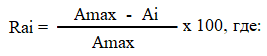 Amax - Ai
Rai = ———————— x 100, где:
Amax